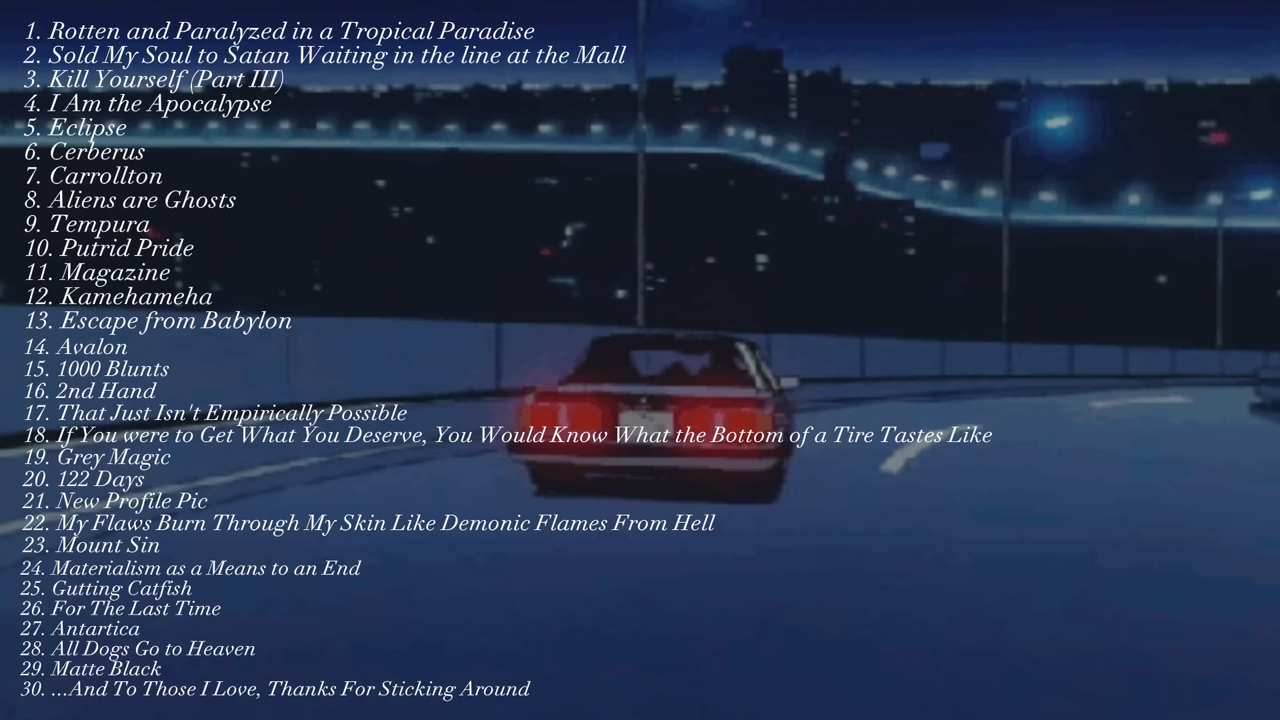 1. Rotten and Paralyzed in a Tropical Paradise
2. Sold My Soul to Satan Waiting in the line at the Mall
3. Kill Yourself (Part III)
4. I Am the Apocalypse
5. Eclipse
6. Cerberus
7. Carrollton
8. Aliens are Ghosts
9. Tempura
10. Putrid Pride
11. Magazine
12. Kamehameha
13. Escape from Babylon
14. Avalon
15. 1000 Blunts
16. 2nd Hand
17. That Just Isn't Empirically Possible
18. If You were to Get What You Deserve, You Would Know What the Bottom of a Tire Tastes Like
19. Grey Magic
20. 122 Days
21. New Profile Pic
22. My Flaws Burn Through My Skin Like Demonic Flames From Hell
23. Mount Sin
24. Materialism as a Means to an End
25. Gutting Catfish
26. For The Last Time
27. Antartica
28. All Dogs Go to Heaven
29. Matte Black
30. ...And To Those I Love, Thanks For Sticking Around